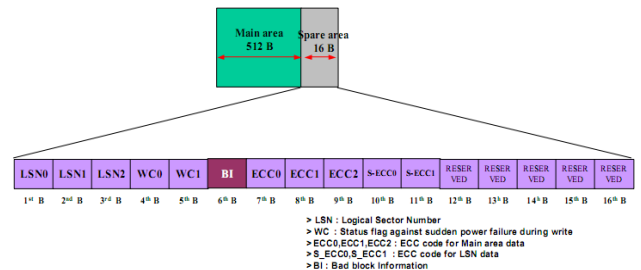 Main area
512 B
Spare area
16 B
LSN0 LSN1 LSN2 WC0 WC1 BI ECC0 ECC1 ECC2 S-ECC0 S-ECC1 RESER VED RESER VED RESER VED RESER VED RESER VED
1st B 2nd B 3rd B 4th B 5th B 6th B 7th B 8th B 9th B 10th B 11th B 12th B 13th B 14th B 15th B 16th B
> LSN : Logical Sector Number
> WC : Status flag against sudden power failure during write
> ECC0,ECC1,ECC2 : ECC code for Main area data
> S_ECC0,S_ECC1 : ECC code for LSN data
> BI : Bad block Information